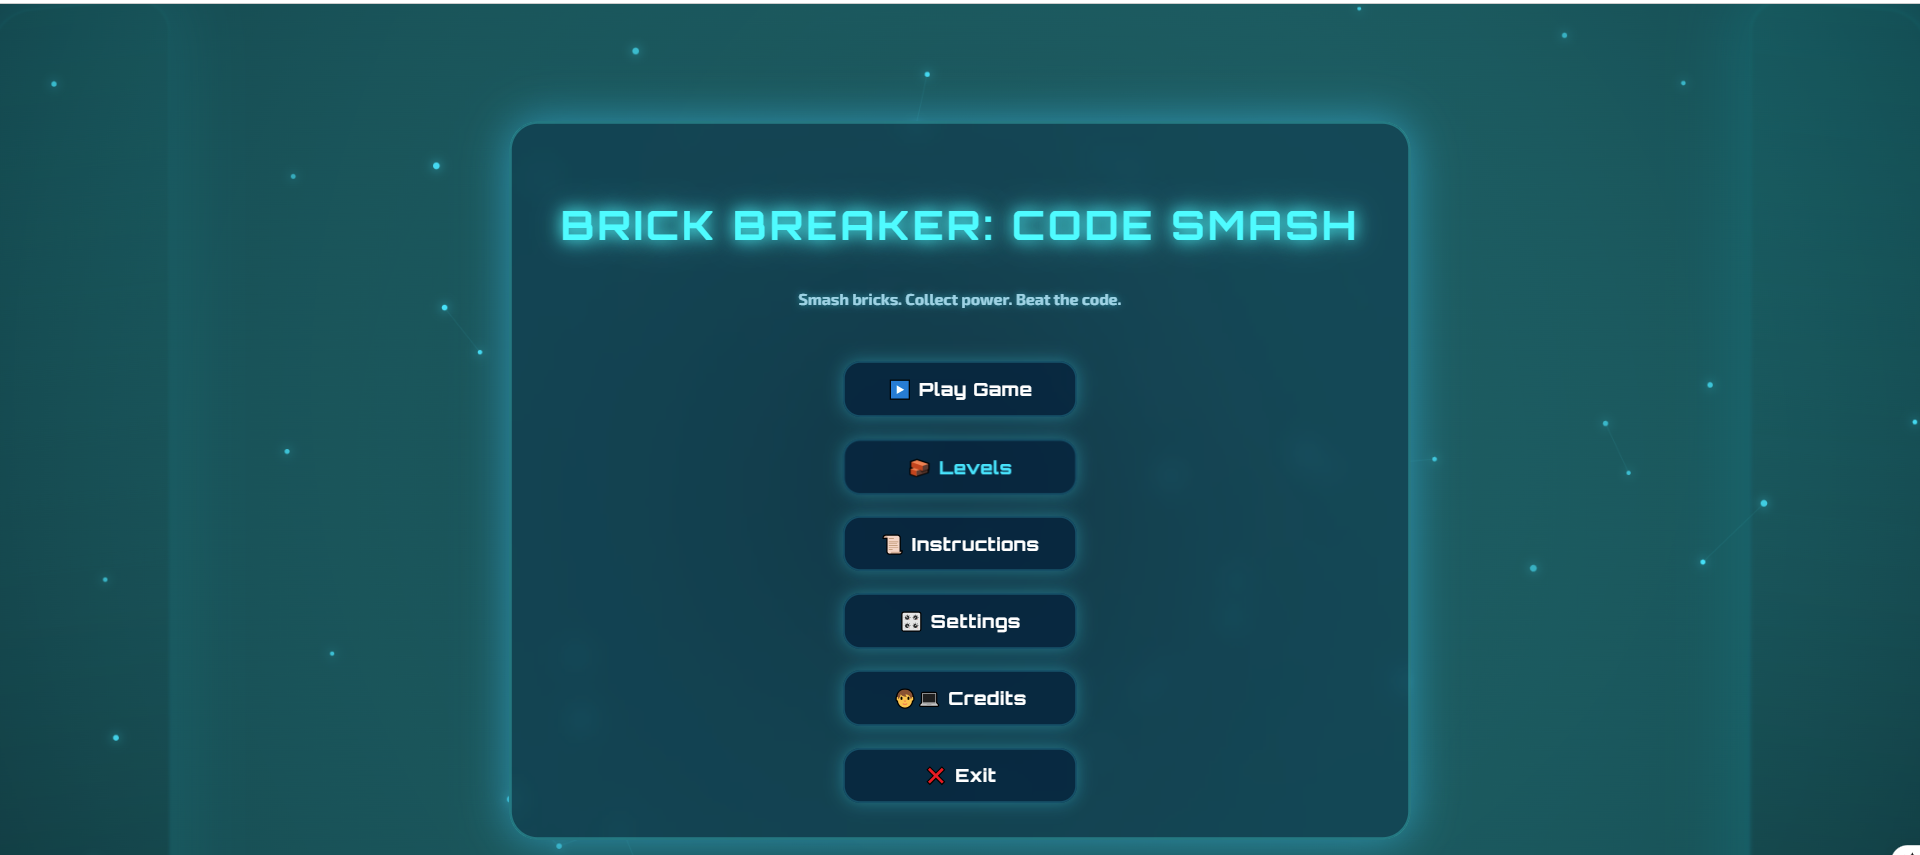 BRICK BREAKER: CODE SMASH
Smash bricks. Collect power. Beat the code.
Play Game
Levels
Instructions
Settings
Credits
Exit